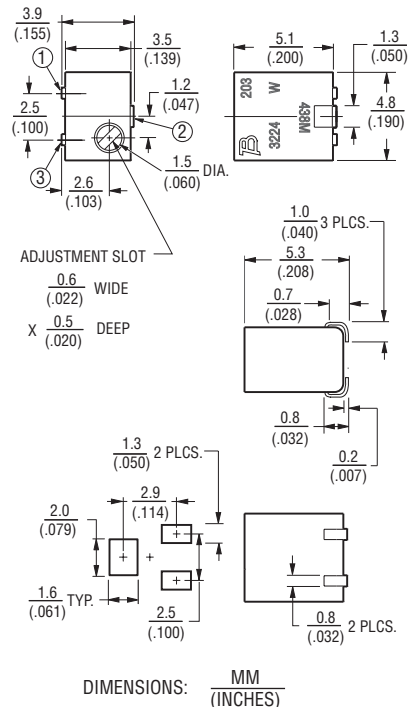 3.9
(.155)
3.5
(.139)
5.1
(.200)
1.3
(.050)
1
203
W
1.2
(.047)
2.5
(.100)
2
438M
4.8
(.190)
3224
B
3
1.5
(.060) DIA.
2.6
(.103)
ADJUSTMENT SLOT
0.6
(.022) WIDE
X 0.5
(.020) DEEP
1.0
(.040) 3 PLCS.
5.3
(.208)
0.7
(.028)
0.8
(.032)
0.2
(.007)
1.3
(.050) 2 PLCS.
2.9
(.114)
2.0
(.079)
1.6
(.061) TYP.
2.5
(.100)
0.8
(.032) 2 PLCS.
DIMENSIONS: MM
(INCHES)